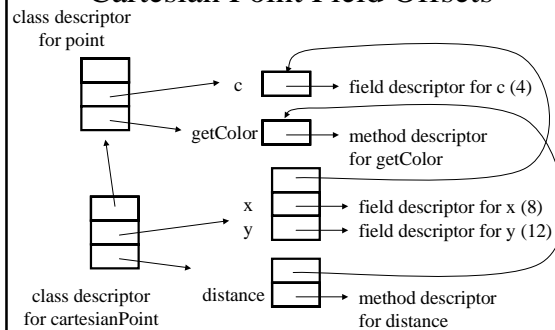 Cartesian Point Field Offsets
class descriptor
for point
c
field descriptor for c (4)
getColor
method descriptor
for getColor
x
field descriptor for x (8)
y
field descriptor for y (12)
class descriptor
for cartesianPoint
distance
method descriptor
for distance